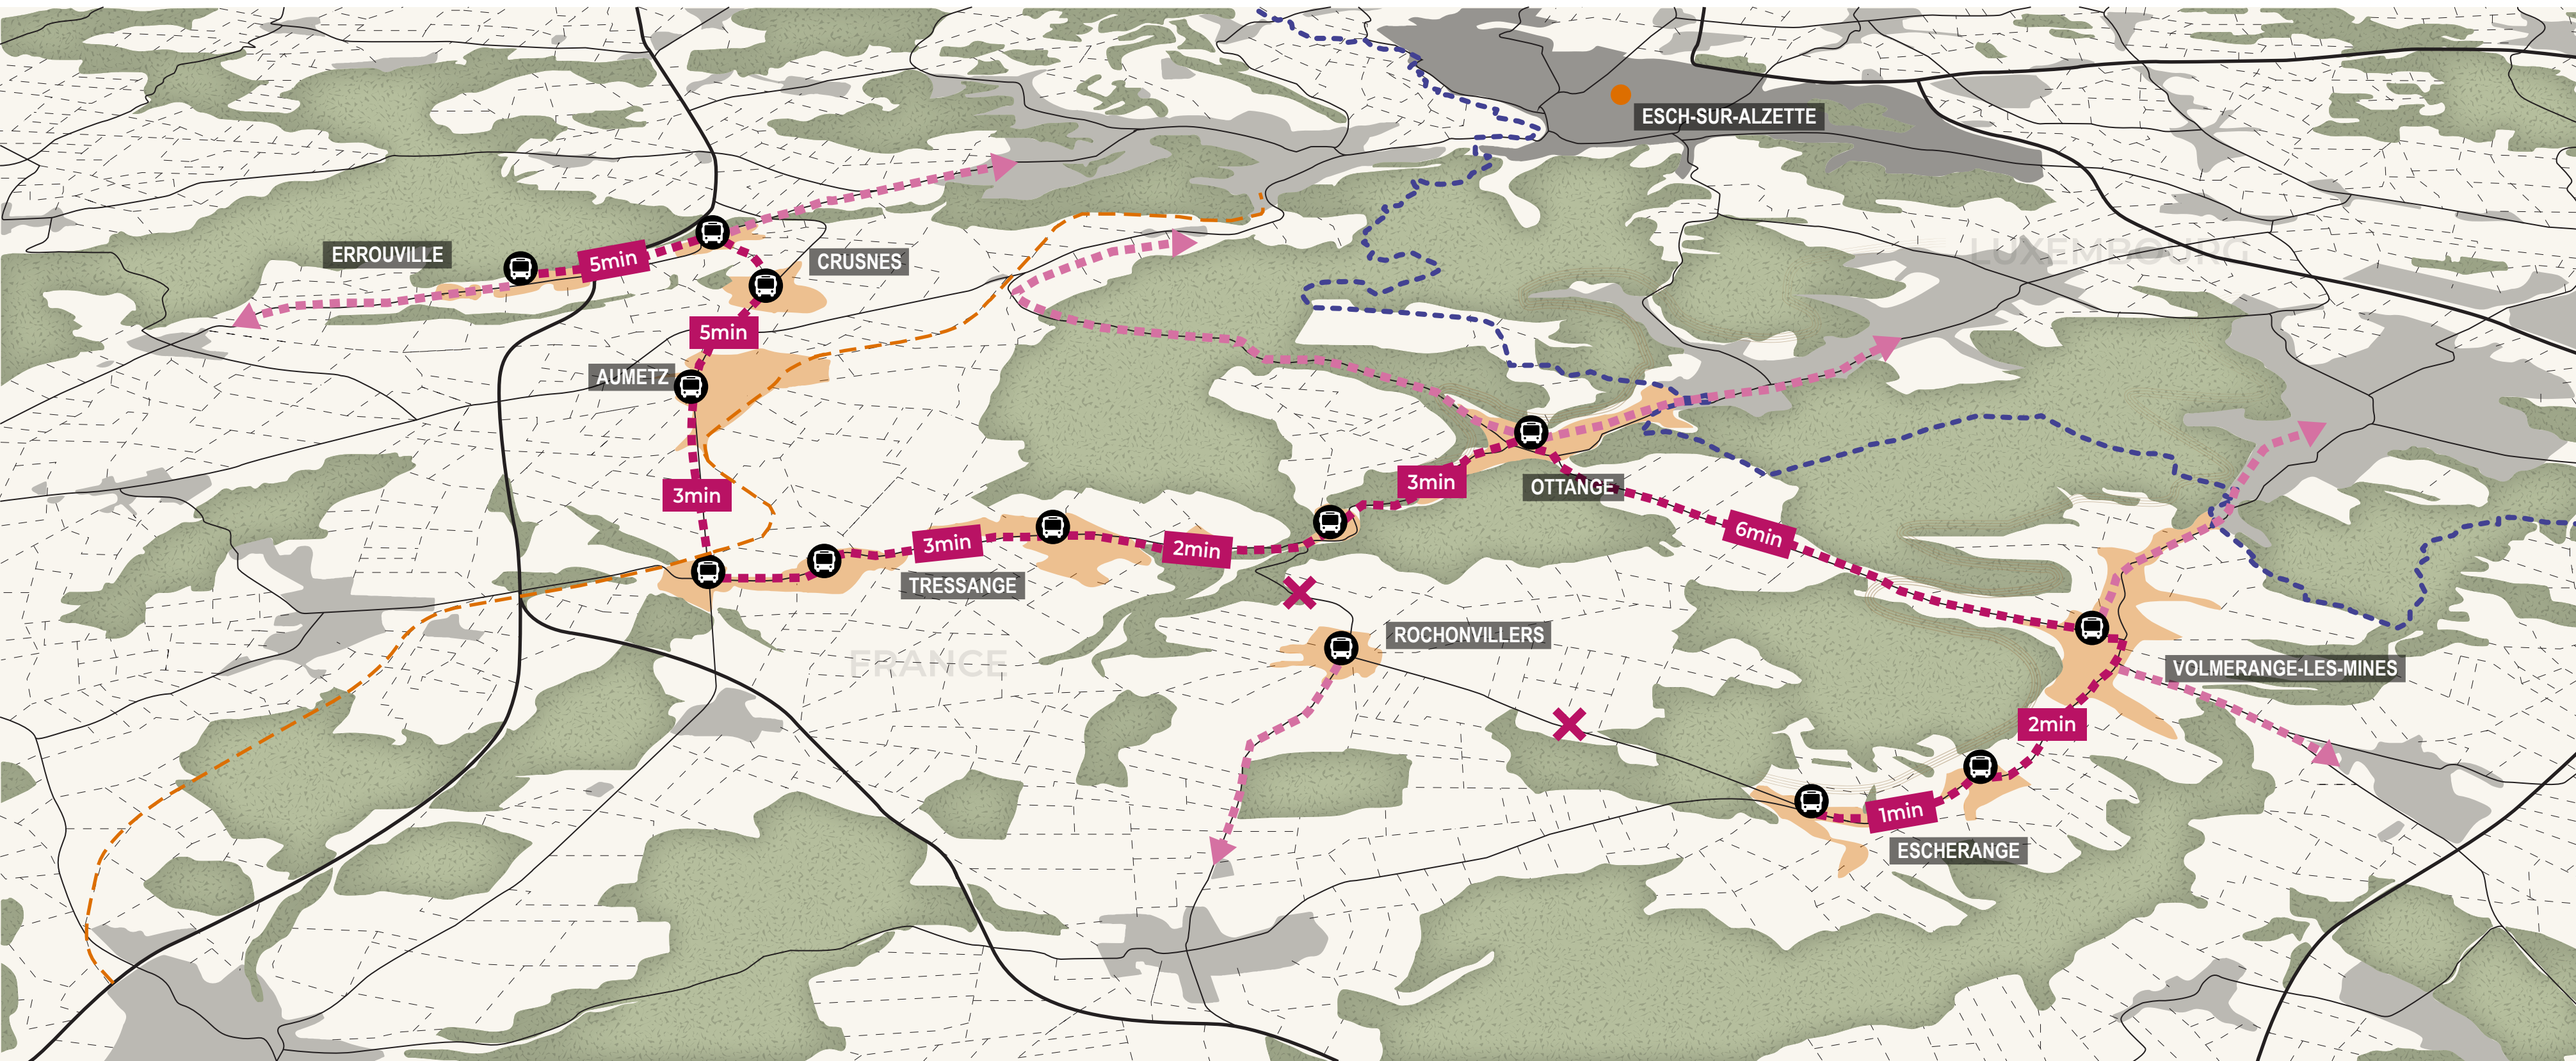 ESCH-SUR-ALZETTE
LUXEMBOURG
ERROUVILLE
5min
CRUSNES
5min
AUMETZ
3min
3min
OTTANGE
6min
3min
2min
TRESSANGE
ROCHONVILLERS
FRANCE
VOLMERANGE-LES-MINES
2min
1min
ESCHERANGE